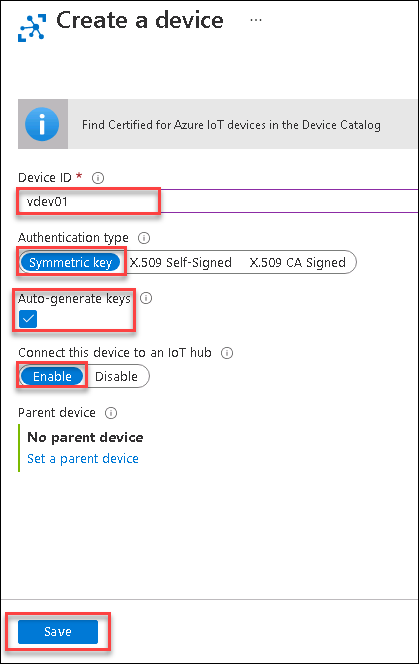 Create a device ...
Find Certified for Azure IoT devices in the Device Catalog
Device ID *
vdev01
Authentication type
Symmetric key X.509 Self-Signed X.509 CA Signed
Auto-generate keys
Connect this device to an IoT hub
Enable Disable
Parent device
No parent device
Set a parent device
Save